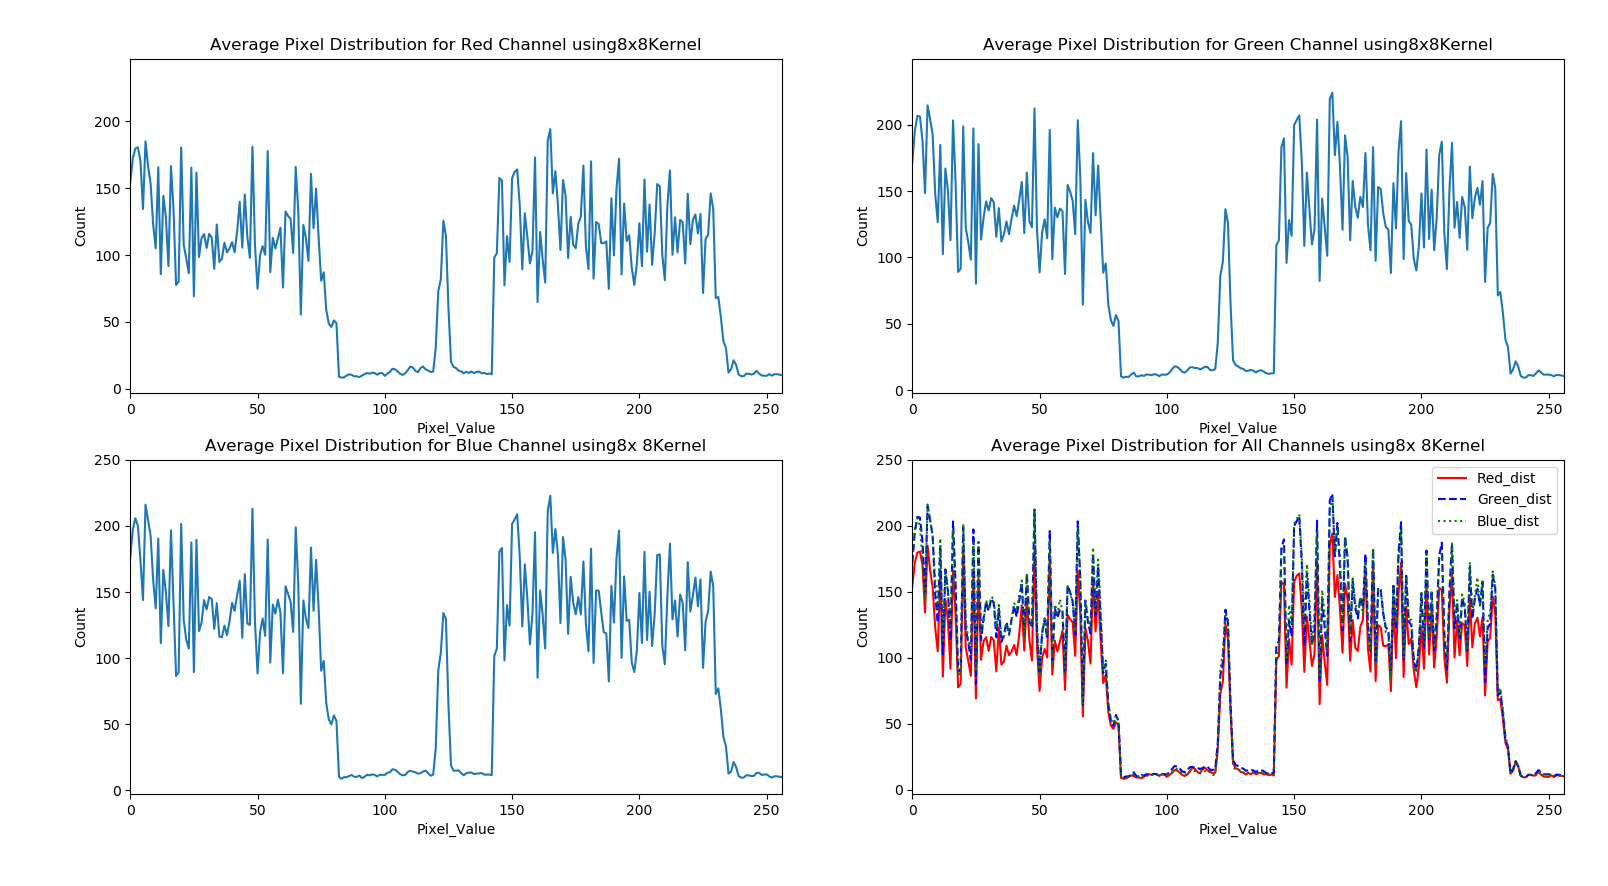 Average Pixel Distribution for Red Channel using8x8Kernel
Count
200
150
100
50
0
0 50 100 150 200 250
Pixel_Value
Average Pixel Distribution for Green Channel using8x8Kernel
Count
200
150
100
50
0
0 50 100 150 200 250
Pixel_Value
Average Pixel Distribution for Blue Channel using8x 8Kernel
Count
250
200
150
100
50
0
0 50 100 150 200 250
Pixel_Value
Average Pixel Distribution for All Channels using8x 8Kernel
Count
250
200
150
100
50
0
0 50 100 150 200 250
Pixel_Value
Red_dist
Green_dist
Blue_dist